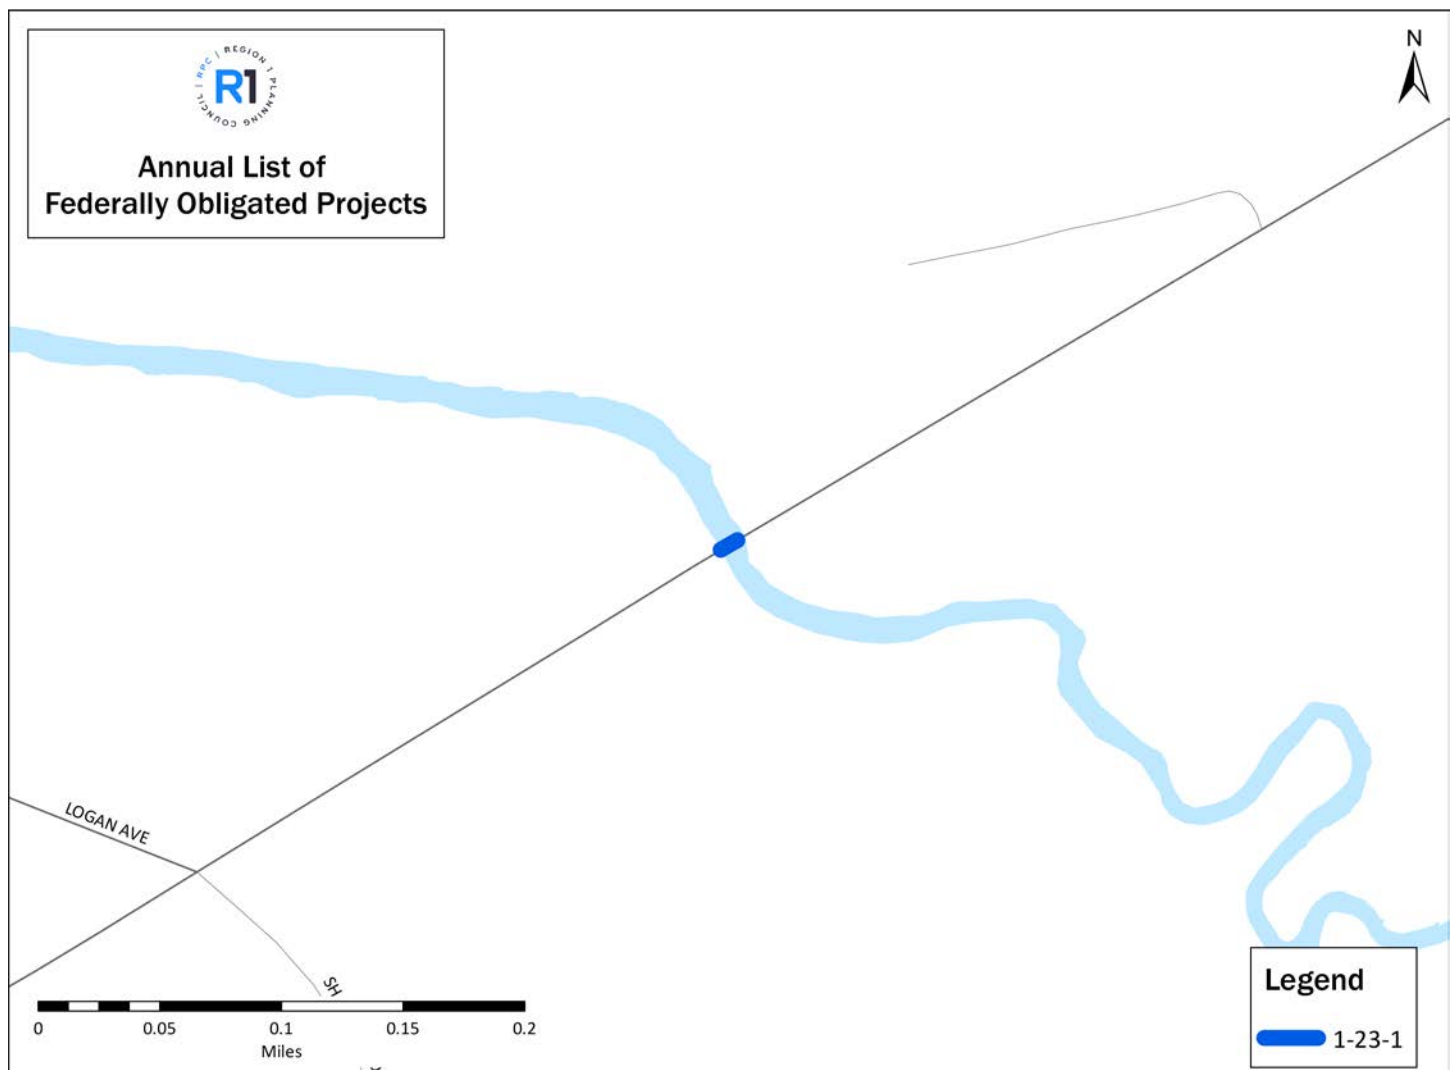 RPC | REGION 1 PLANNING COUNCIL |
R1
Annual List of
Federally Obligated Projects
N
LOGAN AVE
SH
0 0.05 0.1 0.15 0.2
Miles
Legend
1-23-1